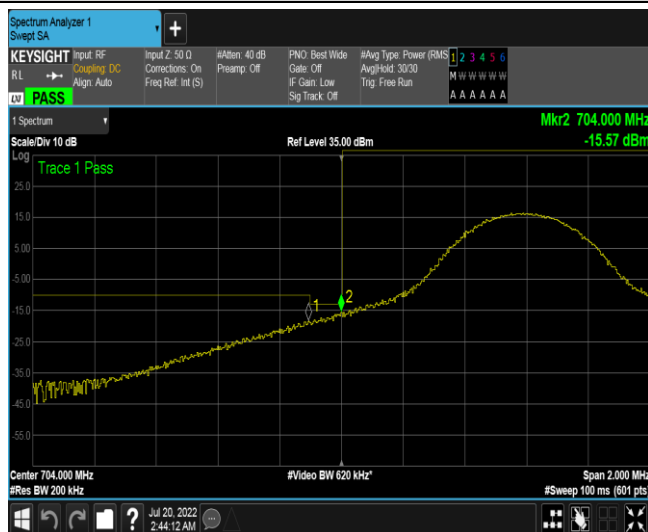 Spectrum Analyzer 1
Swept SA
+
KEYSIGHT
RL
LXI PASS
Input: RF
Coupling: DC
Align: Auto
Input Z: 50 Ω
Corrections: On
Freq Ref: Int (S)
#Atten: 40 dB
Preamp: Off
PNO: Best Wide
Gate: Off
IF Gain: Low
Sig Track: Off
#Avg Type: Power (RMS
Avg|Hold: 30/30
Trig: Free Run
1 2 3 4 5 6
M W W W W W
A A A A A A
1 Spectrum
Scale/Div 10 dB
Ref Level 35.00 dBm
Mkr2 704.000 MHz
-15.57 dBm
Log
Trace 1 Pass
25.0
15.0
5.00
-5.00
-15.0
-25.0
-35.0
-45.0
-55.0
1
2
Center 704.000 MHz
#Res BW 200 kHz
#Video BW 620 kHz*
Span 2.000 MHz
#Sweep 100 ms (601 pts)
?
Jul 20, 2022
2:44:12 AM